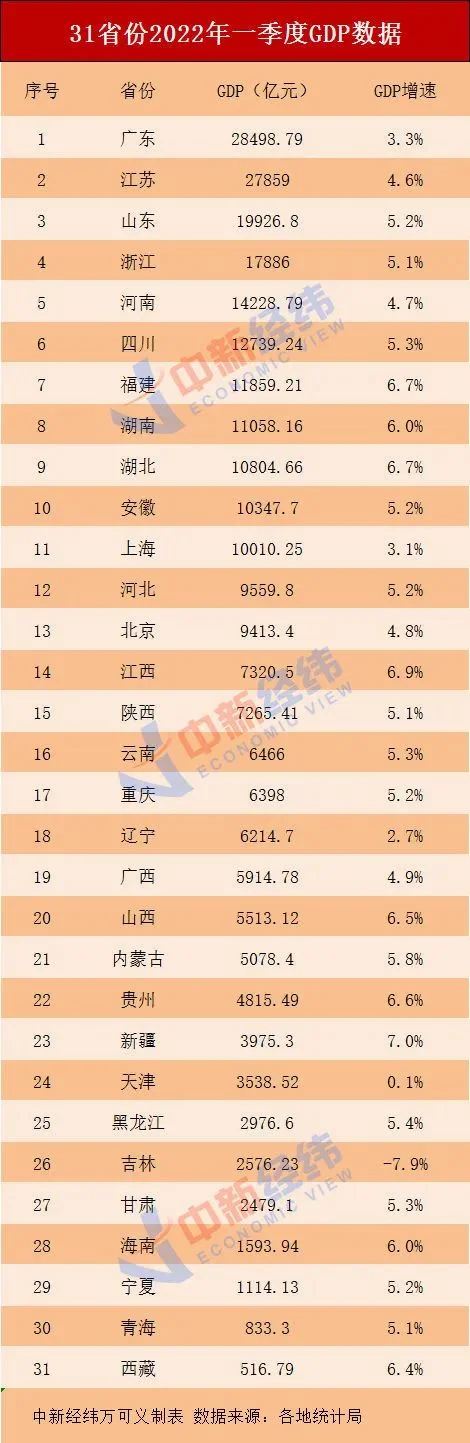 31省份2022年一季度GDP数据
序号 省份 GDP（亿元） GDP增速
1 广东 28498.79 3.3%
2 江苏 27859 4.6%
3 山东 19926.8 5.2%
4 浙江 17886 5.1%
5 河南 14228.79 4.7%
6 四川 12739.24 5.3%
7 福建 11859.21 6.7%
8 湖南 11058.16 6.0%
9 湖北 10804.66 6.7%
10 安徽 10347.7 5.2%
11 上海 10010.25 3.1%
12 河北 9559.8 5.2%
13 北京 9413.4 4.8%
14 江西 7320.5 6.9%
15 陕西 7265.41 5.1%
16 云南 6466 5.3%
17 重庆 6398 5.2%
18 辽宁 6214.7 2.7%
19 广西 5914.78 4.9%
20 山西 5513.12 6.5%
21 内蒙古 5078.4 5.8%
22 贵州 4815.49 6.6%
23 新疆 3975.3 7.0%
24 天津 3538.52 0.1%
25 黑龙江 2976.6 5.4%
26 吉林 2576.23 -7.9%
27 甘肃 2479.1 5.3%
28 海南 1593.94 6.0%
29 宁夏 1114.13 5.2%
30 青海 833.3 5.1%
31 西藏 516.79 6.4%
中新经纬万可义制表 数据来源：各地统计局
中新经纬
ECONOMIC VIEW
中新经纬
ECONOMIC VIEW
中新经纬
ECONOMIC VIEW